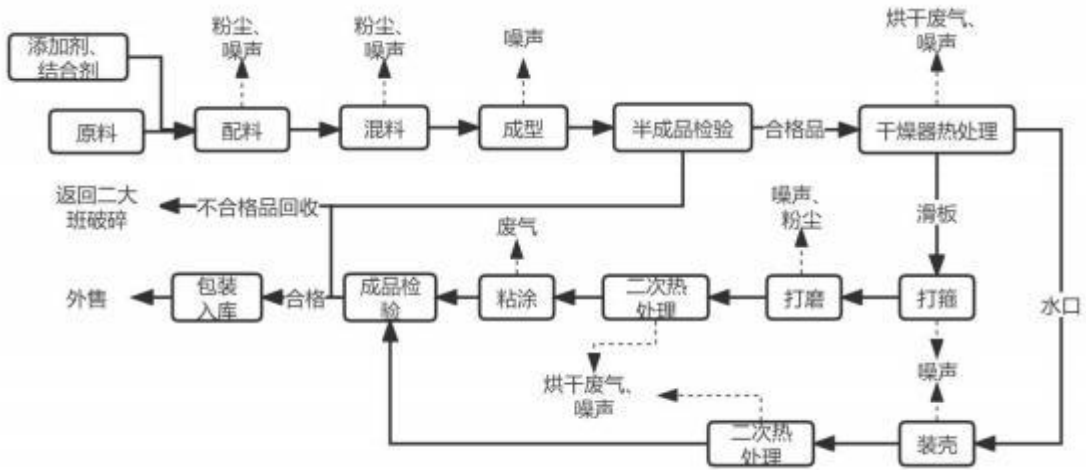 粉尘、
噪声
粉尘、
噪声
噪声
烘干废气、
噪声
添加剂、
结合剂
原料
配料
混料
成型
半成品检验
合格品
干燥器热处理
返回二大
班破碎
不合格品回收
废气
噪声、
粉尘
滑板
外售
包装
入库
合格
成品检
验
粘涂
二次热
处理
打磨
打箍
水口
烘干废气、
噪声
噪声
二次热
处理
装壳